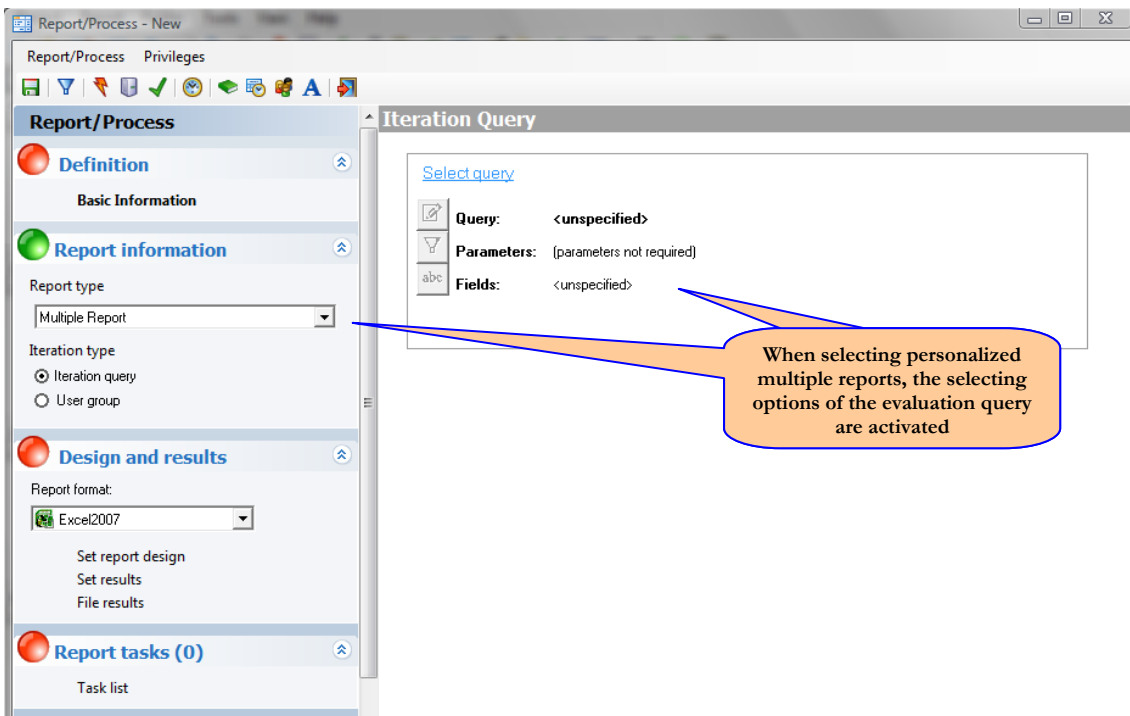 Report/Process - New
Report/Process Privileges
A
Report/Process
Definition
Basic Information
Report information
Report type
Multiple Report
Iteration type
Iteration query
User group
Design and results
Report format:
Excel2007
Set report design
Set results
File results
Report tasks (0)
Task list
Iteration Query
Select query
Query: <unspecified>
Parameters: (parameters not required)
abc
Fields: <unspecified>
When selecting personalized
multiple reports, the selecting
options of the evaluation query
are activated